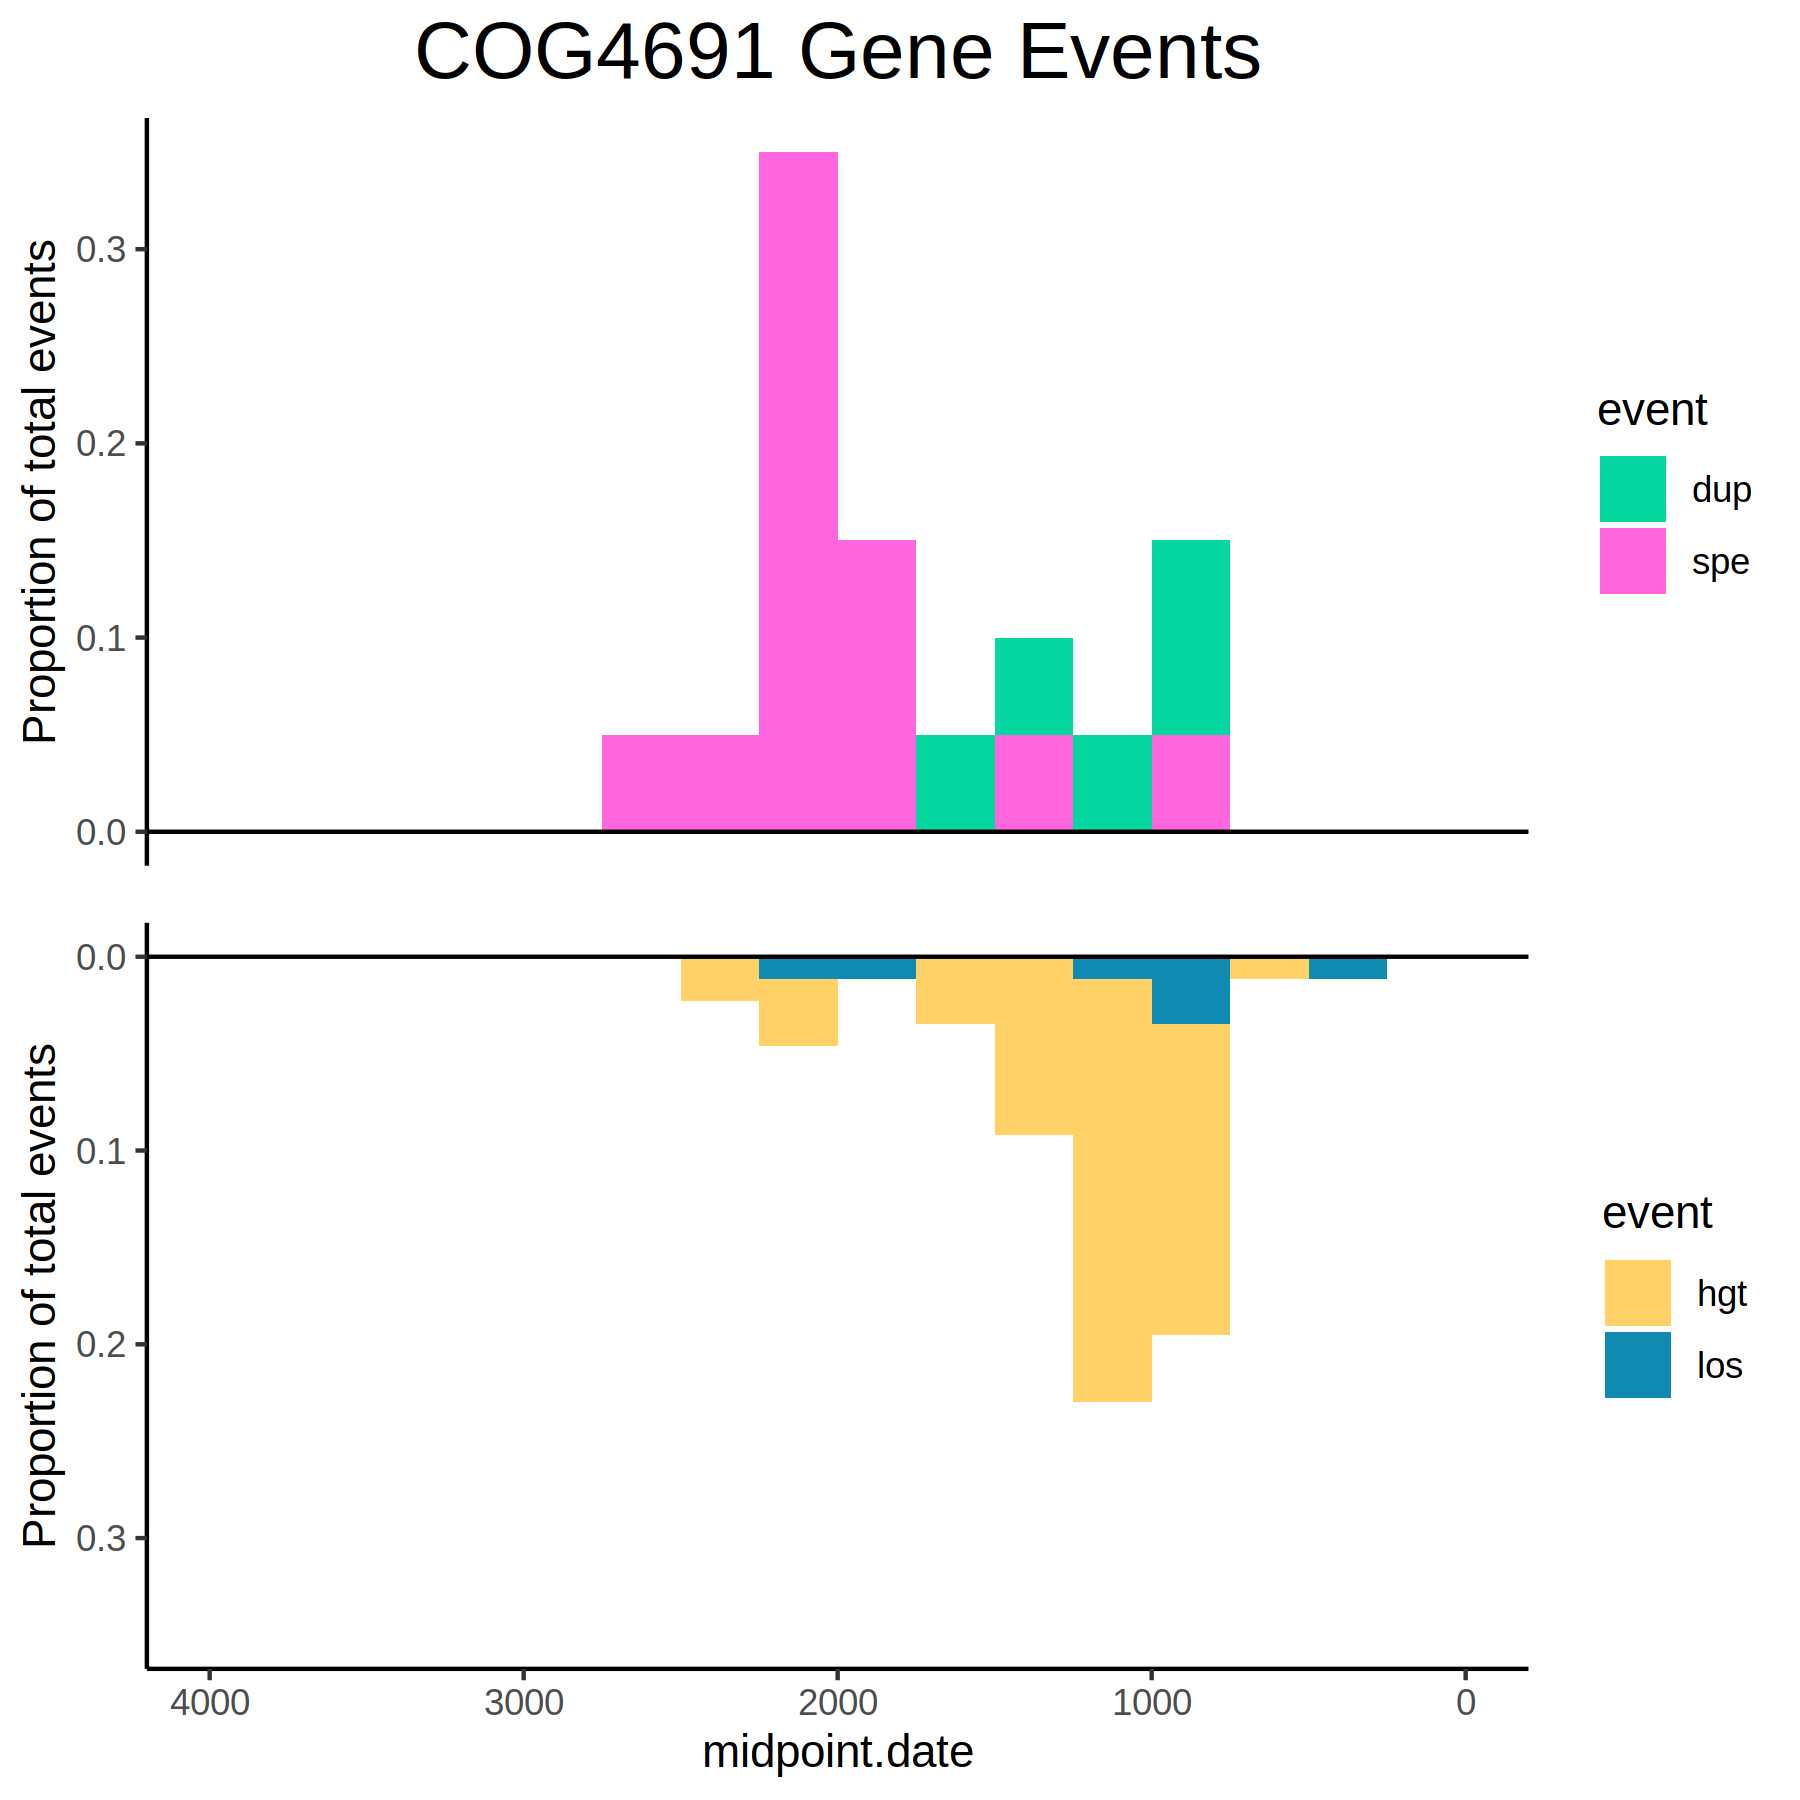 COG4691 Gene Events
Proportion of total events
0.3
0.2
0.1
0.0
event
dup
spe
Proportion of total events
0.0
0.1
0.2
0.3
event
hgt
los
4000 3000 2000 1000 0
midpoint.date